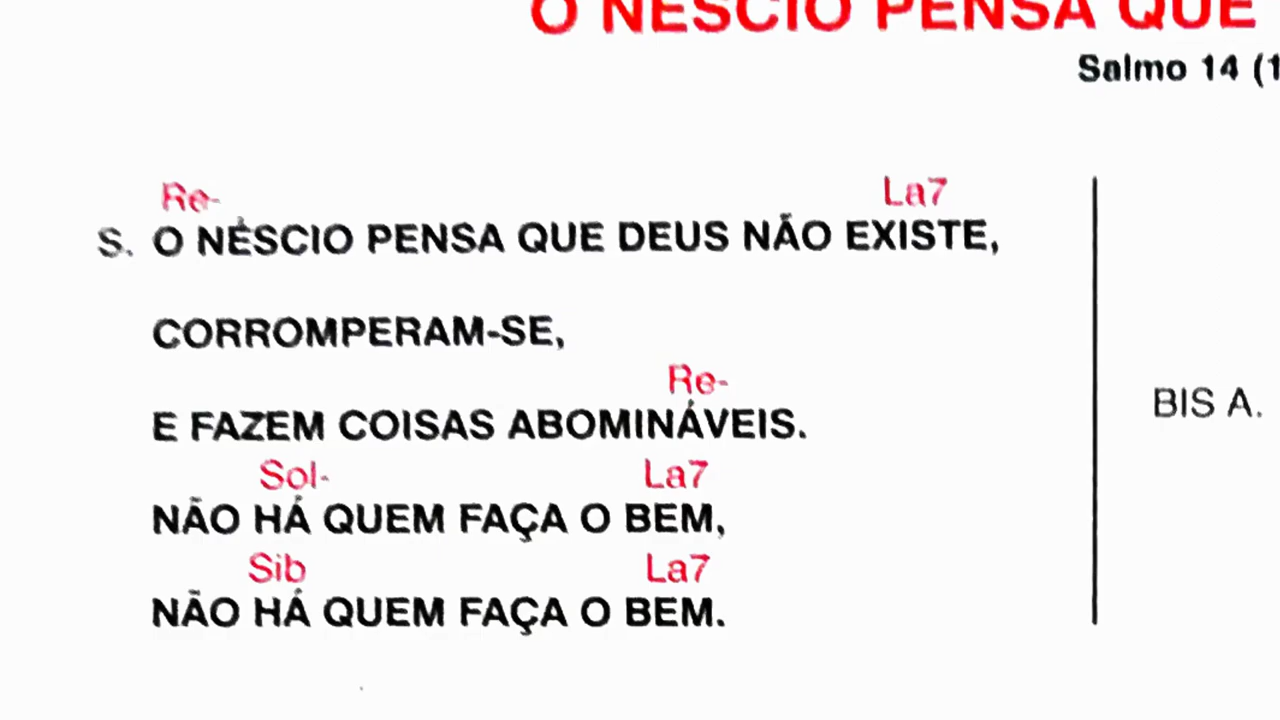 O NÉSCIO PENSA QUE
Salmo 14 (1
Re- La7
S. O NÉSCIO PENSA QUE DEUS NÃO EXISTE,
CORROMPERAM-SE,
Re-
E FAZEM COISAS ABOMINÁVEIS.
BIS A.
Sol- La7
NÃO HÁ QUEM FAÇA O BEM,
Sib La7
NÃO HÁ QUEM FAÇA O BEM.